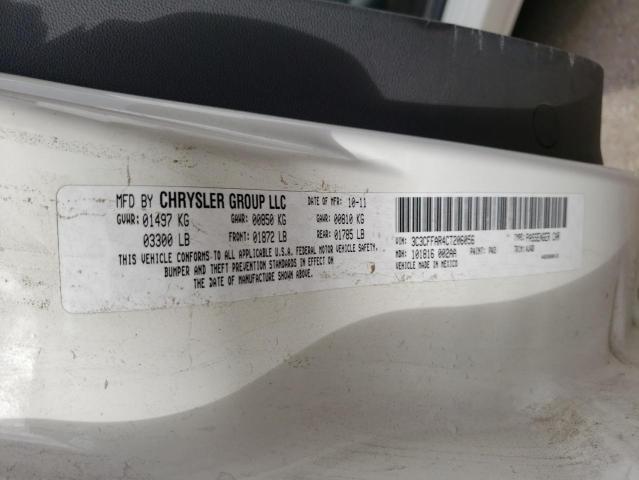 MFD BY CHRYSLER GROUP LLC DATE OF MFR: 10-11
GVWR: 01497 KG GAWR: 00850 KG GAWR: 00810 KG
03300 LB FRONT: 01872 LB REAR: 01785 LB
THIS VEHICLE CONFORMS TO ALL APPLICABLE U.S.A. FEDERAL MOTOR VEHICLE SAFETY,
BUMPER AND THEFT PREVENTION STANDARDS IN EFFECT ON
THE DATE OF MANUFACTURE SHOWN ABOVE.
VIN: 3C3CFFAR4CT206056 TYPE: PASSENGER CAR
MDH: 101816 002AA PAINT: PWD TRIM:
VEHICLE MADE IN MEXICO